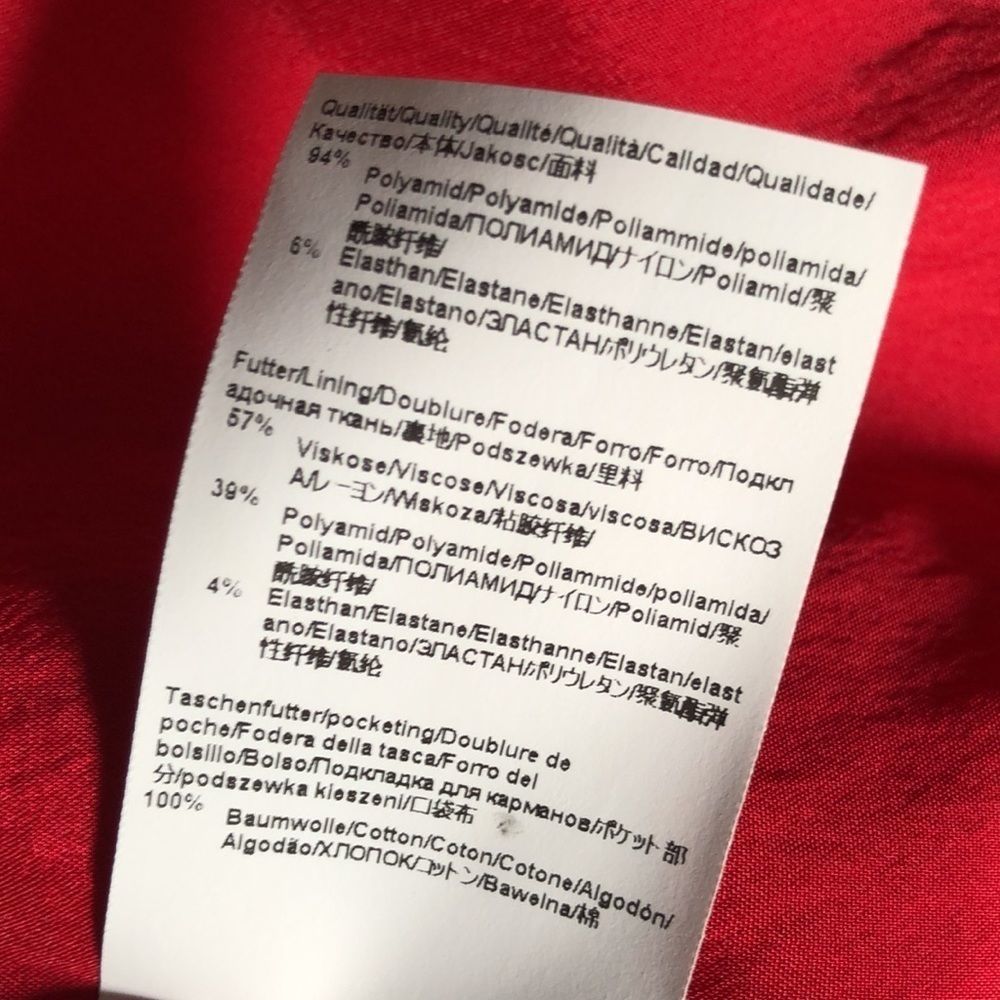 Qualität/Quality/Qualité/Qualità/Calidad/Qualidade/
Качество/本体/Jakosc/面料
94%
Polyamid/Polyamide/Poliammide/poliamida/
Poliamida/ПОЛИАМИД/ナイロン/Poliamid/聚
酰胺纤维/
6%
Elasthan/Elastane/Elasthanne/Elastan/elast
ano/Elastano/ЭЛАСТАН/ポリウレタン/聚氨酯弹
性纤维/氨纶
Futter/Lining/Doublure/Fodera/Forro/Forro/Подкл
адочная ткань/裏地/Podszewka/里料
57%
Viskose/Viscose/Viscosa/viscosa/ВИСКОЗ
А/レーヨン/Wiskoza/粘胶纤维/
39%
Polyamid/Polyamide/Poliammide/poliamida/
Poliamida/ПОЛИАМИД/ナイロン/Poliamid/聚
酰胺纤维/
4%
Elasthan/Elastane/Elasthanne/Elastan/elast
ano/Elastano/ЭЛАСТАН/ポリウレタン/聚氨酯弹
性纤维/氨纶
Taschenfutter/pocketing/Doublure de
poche/Fodera della tasca/Forro del
bolsillo/Bolso/Подкладка для карманов/ポケット部
分/podszewka kieszeni/口袋布
100%
Baumwolle/Cotton/Coton/Cotone/Algodón/
Algodão/ХЛОПОК/コットン/Bawelna/棉